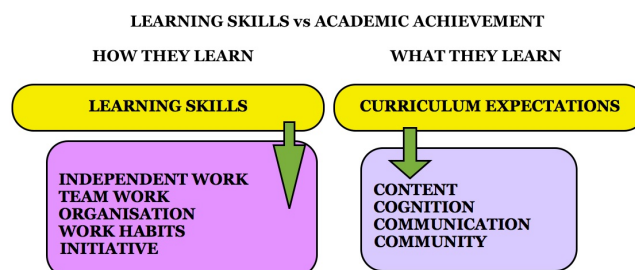 LEARNING SKILLS vs ACADEMIC ACHIEVEMENT
HOW THEY LEARN
WHAT THEY LEARN
LEARNING SKILLS
CURRICULUM EXPECTATIONS
INDEPENDENT WORK
TEAM WORK
ORGANISATION
WORK HABITS
INITIATIVE
CONTENT
COGNITION
COMMUNICATION
COMMUNITY